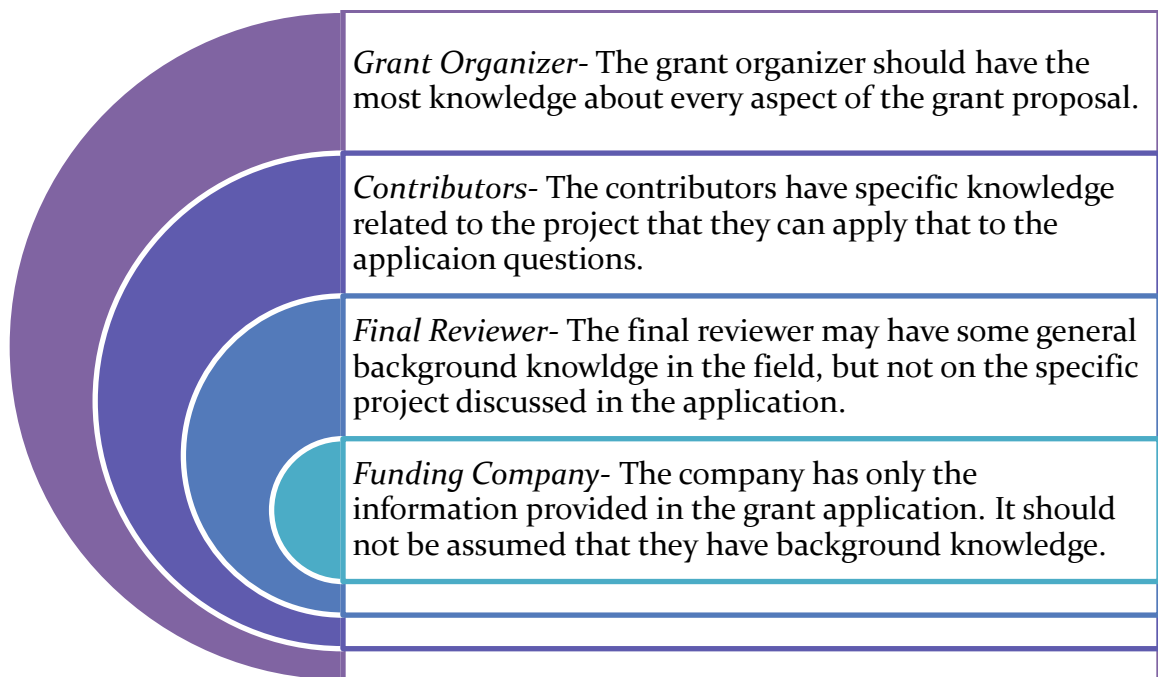 Grant Organizer- The grant organizer should have the
most knowledge about every aspect of the grant proposal.
Contributors- The contributors have specific knowledge
related to the project that they can apply that to the
applicaion questions.
Final Reviewer- The final reviewer may have some general
background knowldge in the field, but not on the specific
project discussed in the application.
Funding Company- The company has only the
information provided in the grant application. It should
not be assumed that they have background knowledge.